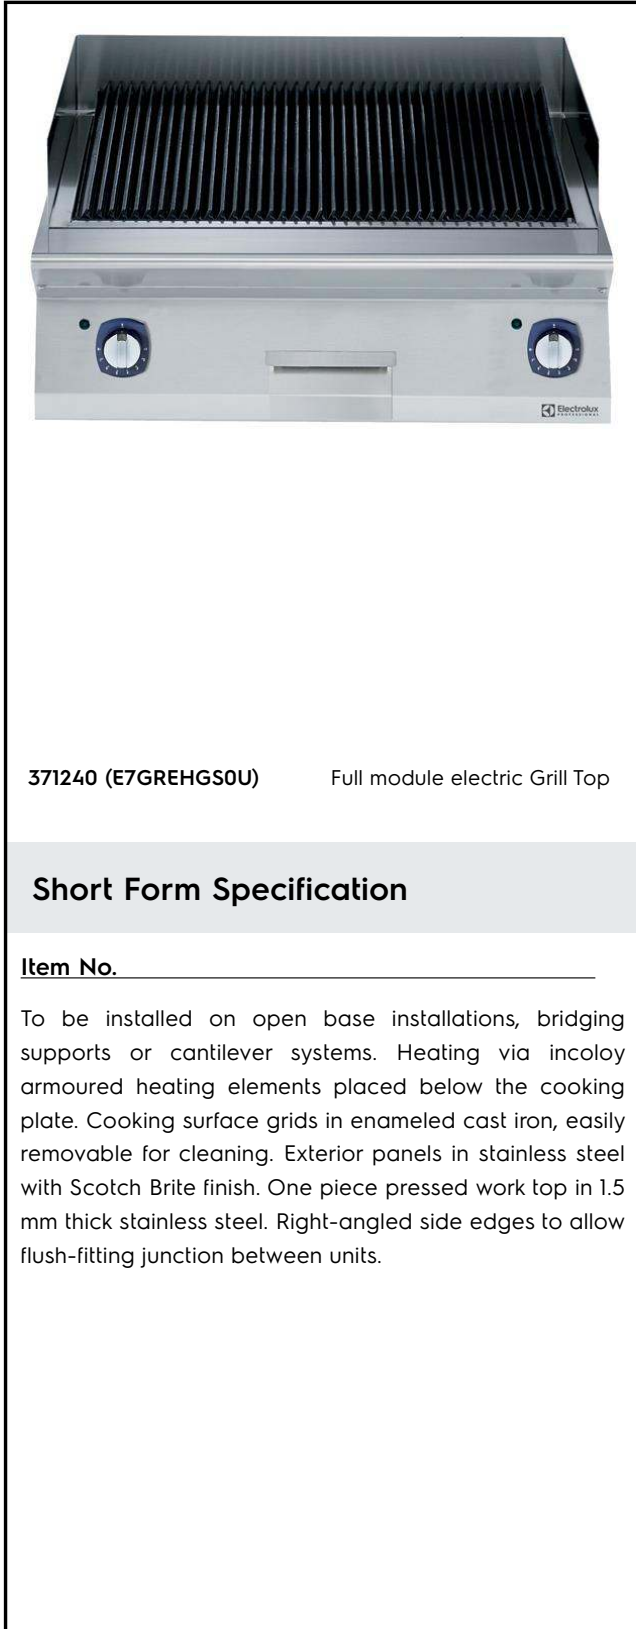 Electrolux
PROFESSIONAL
371240 (E7GREHGS0U) Full module electric Grill Top
Short Form Specification
Item No.
To be installed on open base installations, bridging
supports or cantilever systems. Heating via incoloy
armoured heating elements placed below the cooking
plate. Cooking surface grids in enameled cast iron, easily
removable for cleaning. Exterior panels in stainless steel
with Scotch Brite finish. One piece pressed work top in 1.5
mm thick stainless steel. Right-angled side edges to allow
flush-fitting junction between units.